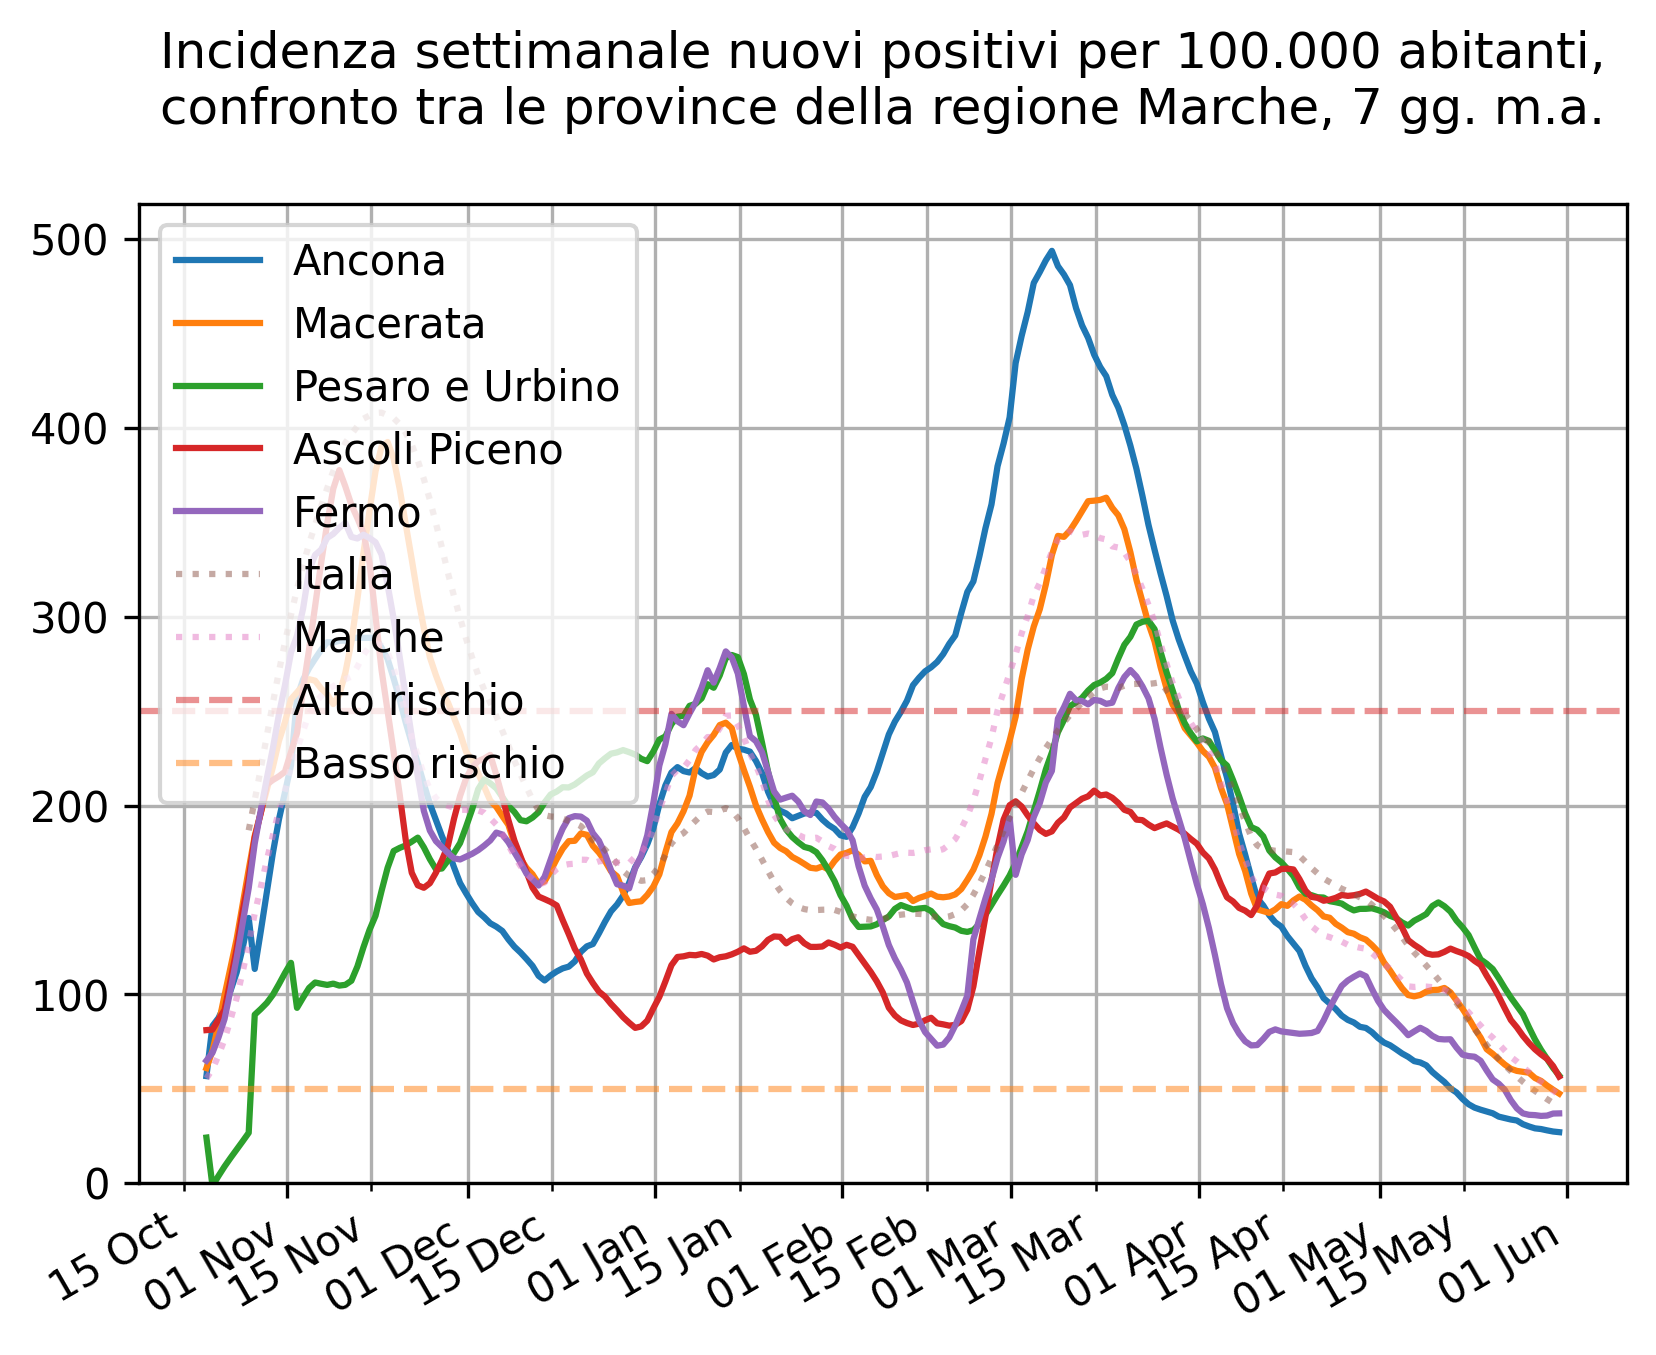 Incidenza settimanale nuovi positivi per 100.000 abitanti,
confronto tra le province della regione Marche, 7 gg. m.a.
500
400
300
200
100
0
Ancona
Macerata
Pesaro e Urbino
Ascoli Piceno
Fermo
Italia
Marche
Alto rischio
Basso rischio
15 Oct
01 Nov
15 Nov
01 Dec
15 Dec
01 Jan
15 Jan
01 Feb
15 Feb
01 Mar
15 Mar
01 Apr
15 Apr
01 May
15 May
01 Jun